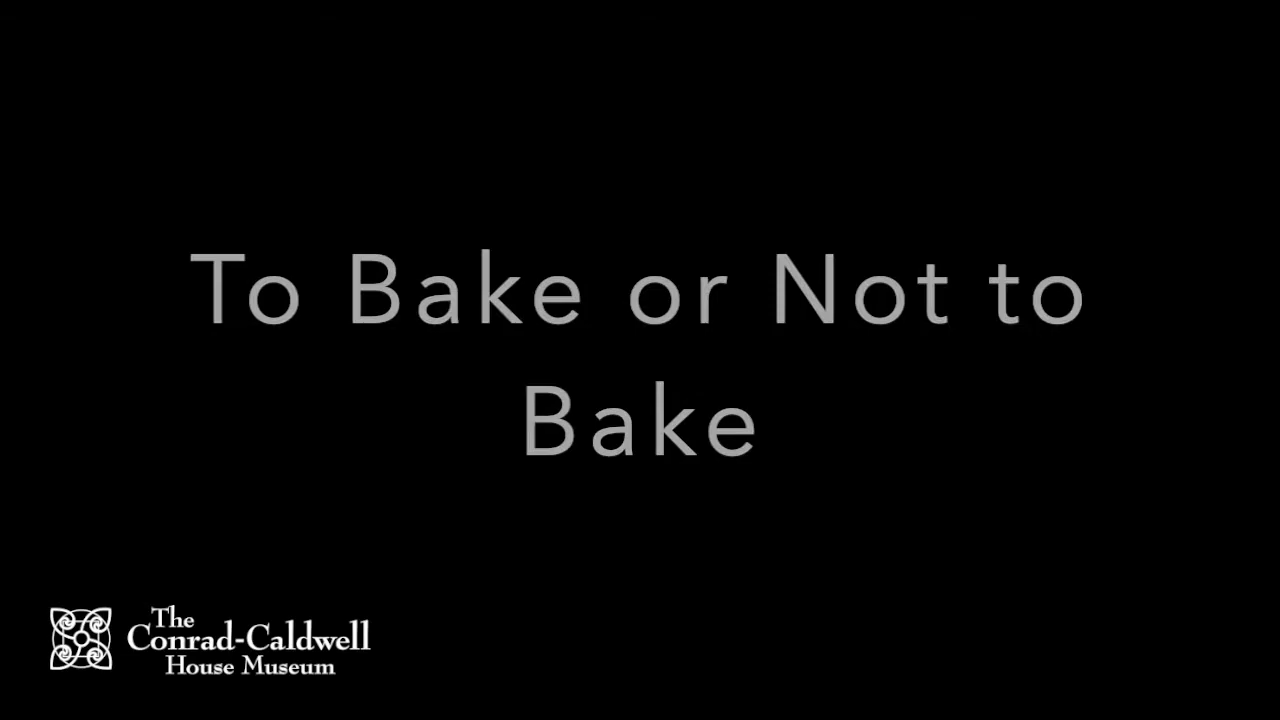 To Bake or Not to
Bake
The
Conrad-Caldwell
House Museum